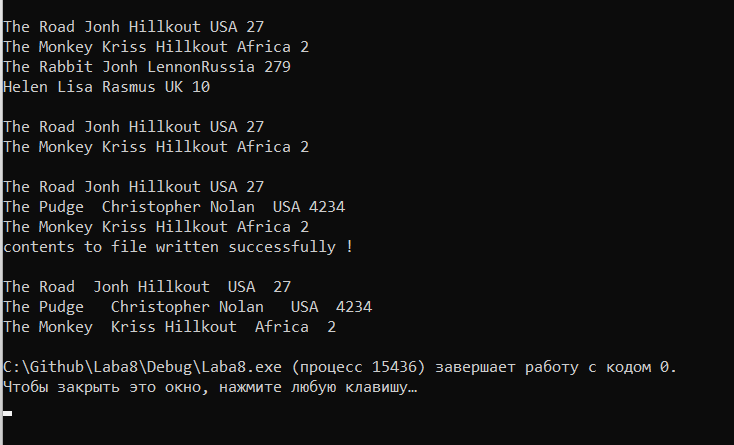 The Road Jonh Hillkout USA 27
The Monkey Kriss Hillkout Africa 2
The Rabbit Jonh LennonRussia 279
Helen Lisa Rasmus UK 10
The Road Jonh Hillkout USA 27
The Monkey Kriss Hillkout Africa 2
The Road Jonh Hillkout USA 27
The Pudge  Christopher Nolan  USA 4234
The Monkey Kriss Hillkout Africa 2
contents to file written successfully !
The Road  Jonh Hillkout  USA  27
The Pudge   Christopher Nolan   USA  4234
The Monkey  Kriss Hillkout  Africa  2
C:\Github\Laba8\Debug\Laba8.exe (процесс 15436) завершает работу с кодом 0.
Чтобы закрыть это окно, нажмите любую клавишу…